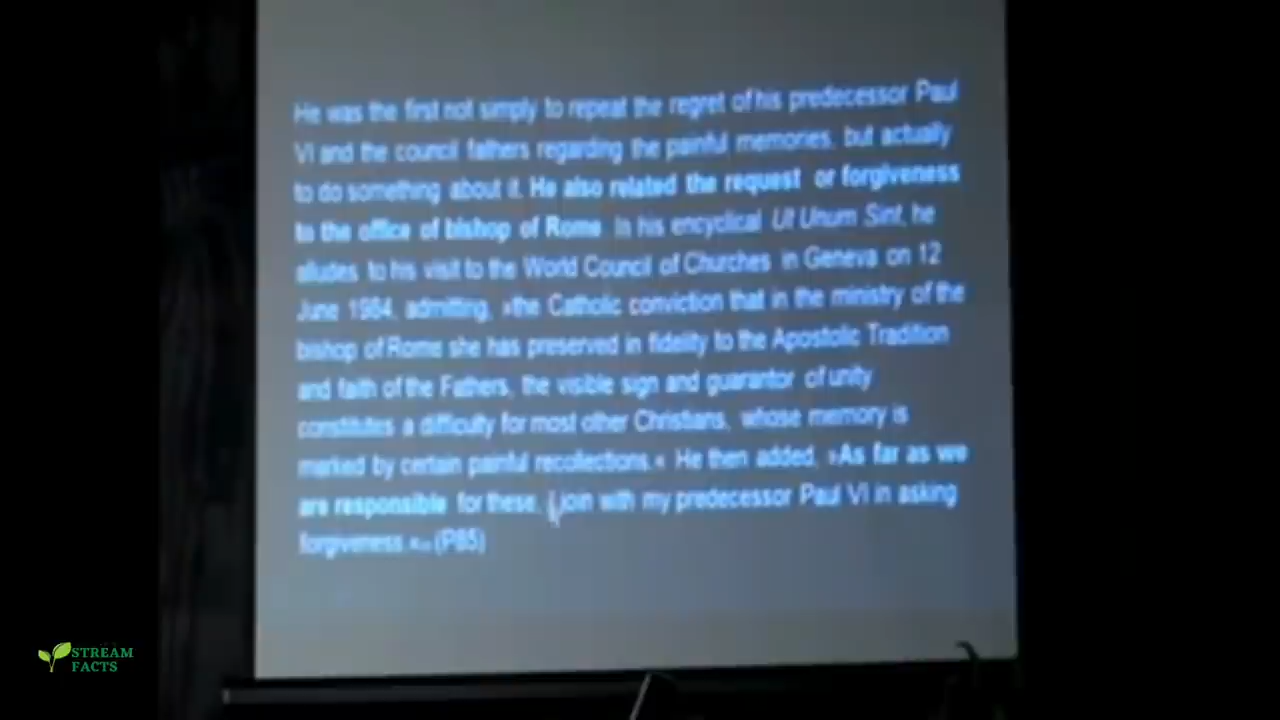 He was the first not simply to repeat the regret of his predecessor Paul
VI and the council fathers regarding the painful memories, but actually
to do something about it. He also related the request or forgiveness
to the office of bishop of Rome. In his encyclical Ut Unum Sint, he
alludes to his visit to the World Council of Churches in Geneva on 12
June 1984, admitting, »the Catholic conviction that in the ministry of the
bishop of Rome she has preserved in fidelity to the Apostolic Tradition
and faith of the Fathers, the visible sign and guarantor of unity
constitutes a difficulty for most other Christians, whose memory is
marked by certain painful recollections.« He then added, »As far as we
are responsible for these, I join with my predecessor Paul VI in asking
forgiveness (P85)
STREAM
FACTS